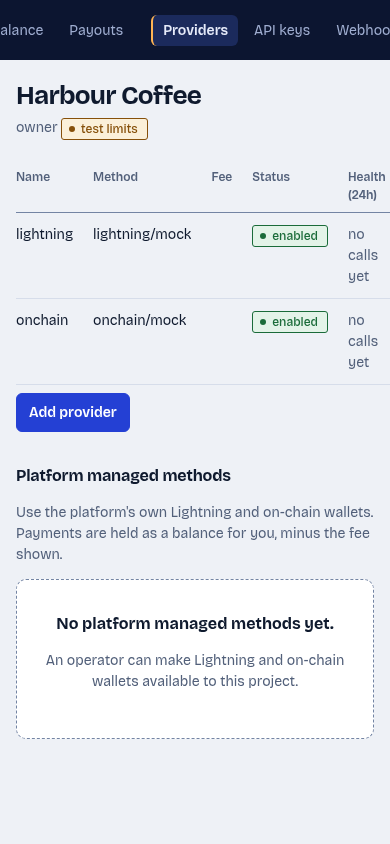 alance Payouts Providers API keys Webhoo
Harbour Coffee
owner test limits
Name Method Fee Status Health (24h)
lightning lightning/mock enabled no calls yet
onchain onchain/mock enabled no calls yet
Add provider
Platform managed methods
Use the platform's own Lightning and on-chain wallets.
Payments are held as a balance for you, minus the fee
shown.
No platform managed methods yet.
An operator can make Lightning and on-chain
wallets available to this project.